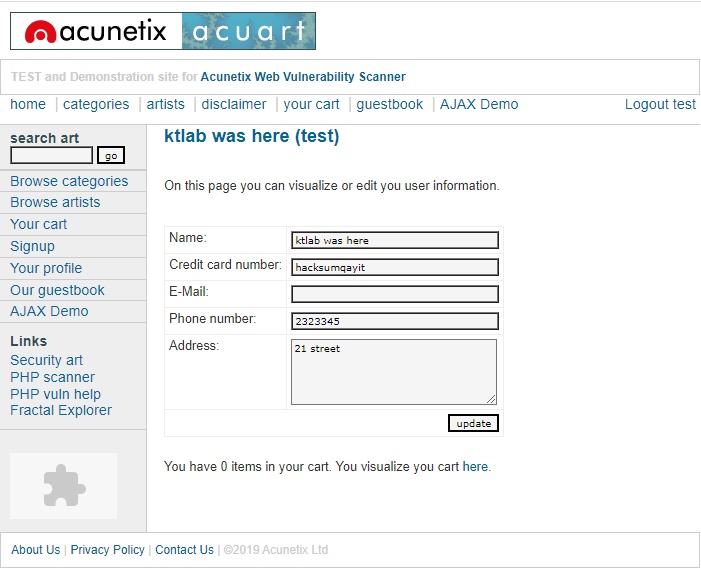 acunetix acuart
TEST and Demonstration site for Acunetix Web Vulnerability Scanner
home | categories | artists | disclaimer | your cart | guestbook | AJAX Demo Logout test
search art
go
Browse categories
Browse artists
Your cart
Signup
Your profile
Our guestbook
AJAX Demo
Links
Security art
PHP scanner
PHP vuln help
Fractal Explorer
ktlab was here (test)
On this page you can visualize or edit you user information.
Name: ktlab was here
Credit card number: hacksumqayit
E-Mail:
Phone number: 2323345
Address: 21 street
update
You have 0 items in your cart. You visualize you cart here.
About Us | Privacy Policy | Contact Us | ©2019 Acunetix Ltd